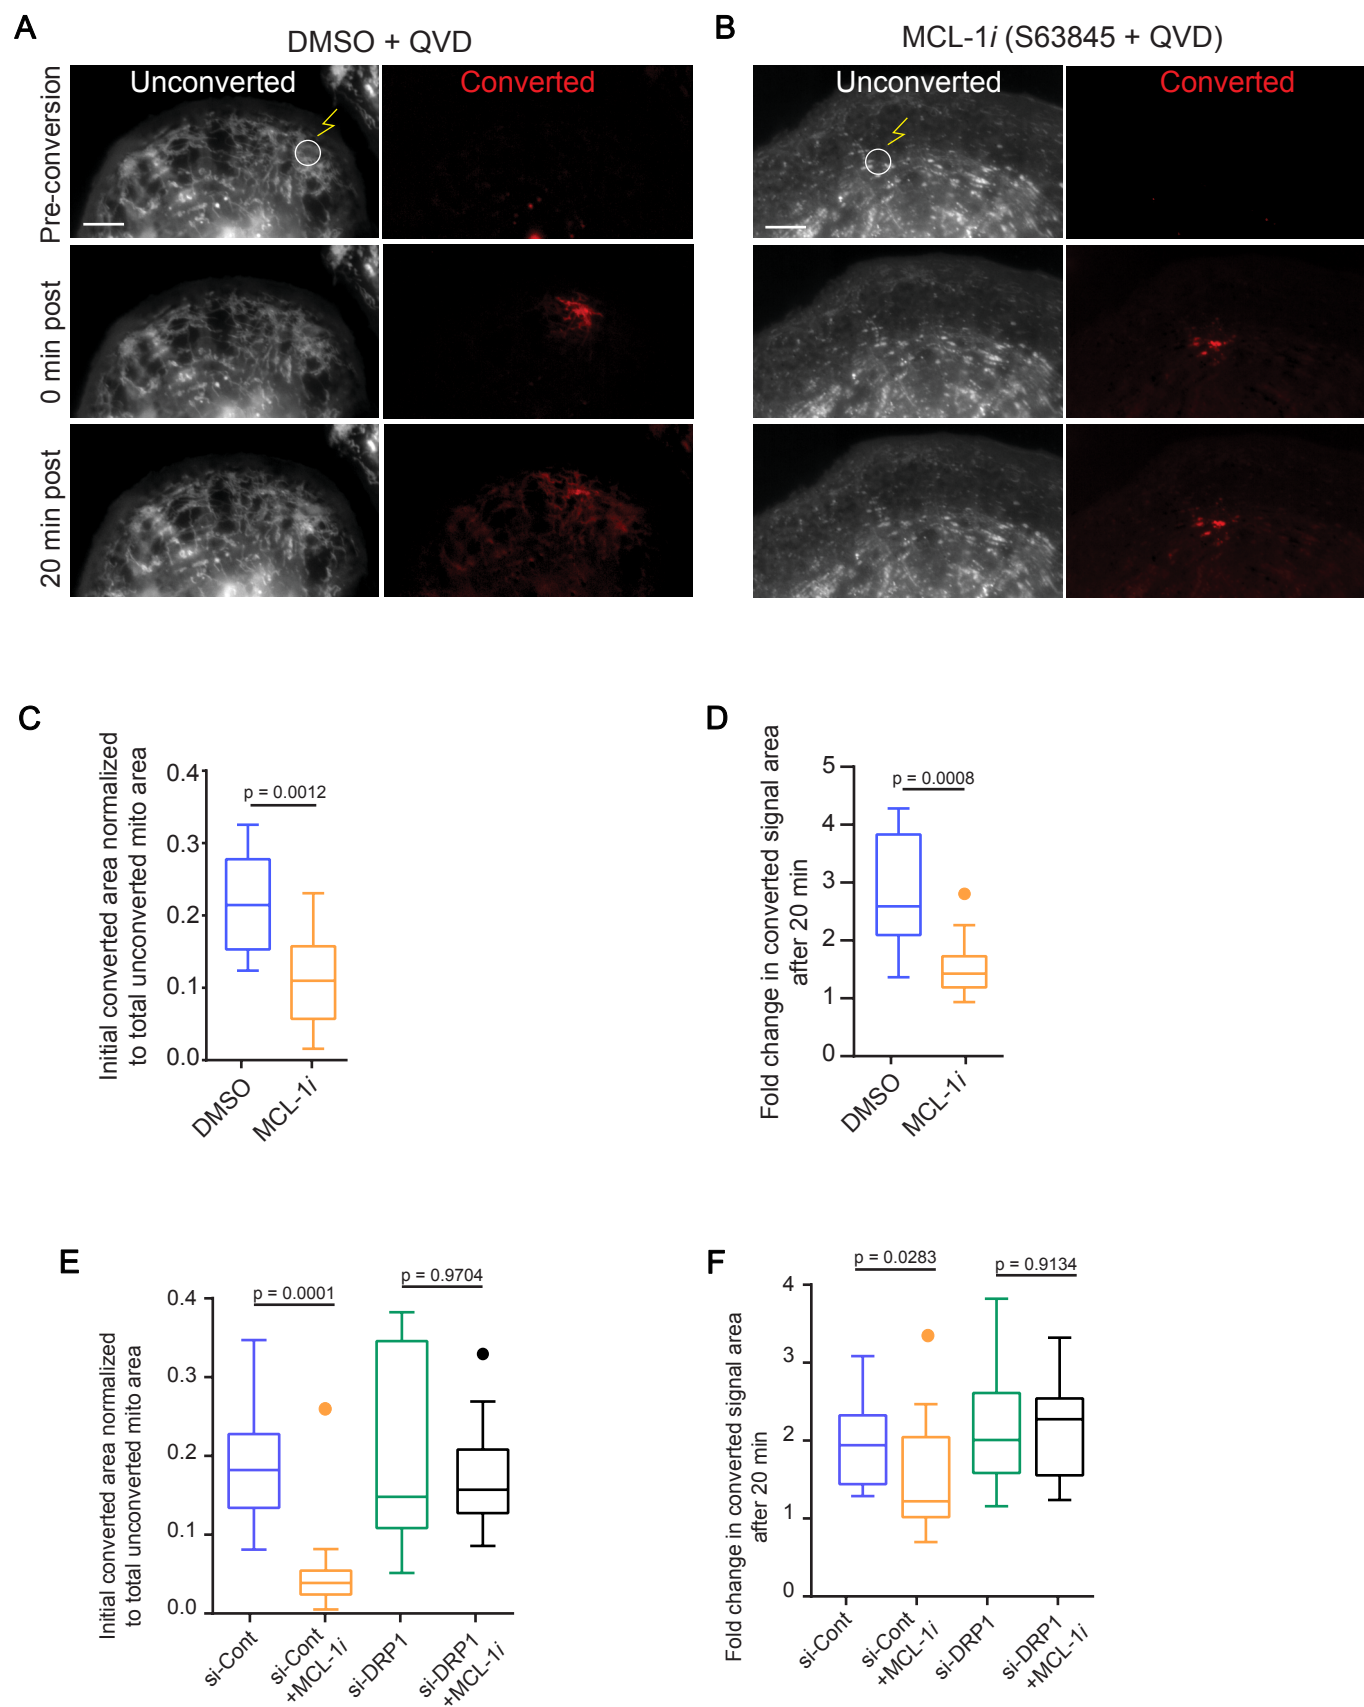 A
DMSO + QVD
Unconverted
Converted
Pre-conversion
0 min post
20 min post
B
MCL-1i (S63845 + QVD)
Unconverted
Converted
C
Initial converted area normalized
to total unconverted mito area
0.4
0.3
0.2
0.1
0.0
p = 0.0012
DMSO
MCL-1i
D
Fold change in converted signal area
after 20 min
5
4
3
2
1
0
p = 0.0008
DMSO
MCL-1i
E
Initial converted area normalized
to total unconverted mito area
0.4
0.3
0.2
0.1
0.0
p = 0.0001
p = 0.9704
si-Cont
si-Cont
+MCL-1i
si-DRP1
si-DRP1
+MCL-1i
F
Fold change in converted signal area
after 20 min
4
3
2
1
0
p = 0.0283
p = 0.9134
si-Cont
si-Cont
+MCL-1i
si-DRP1
si-DRP1
+MCL-1i